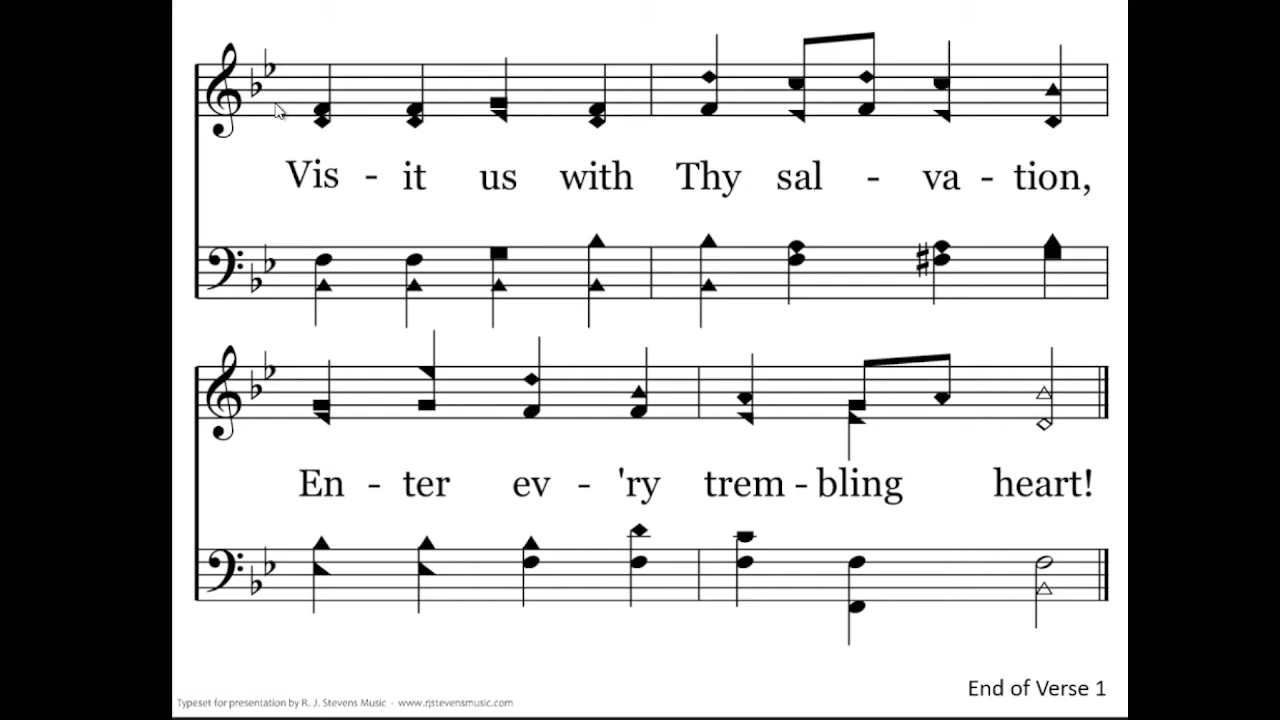 Vis - it us with Thy sal - va - tion,
En - ter ev - 'ry trem - bling heart!
End of Verse 1
Typeset for presentation by R. J. Stevens Music - www.rjstevensmusic.com